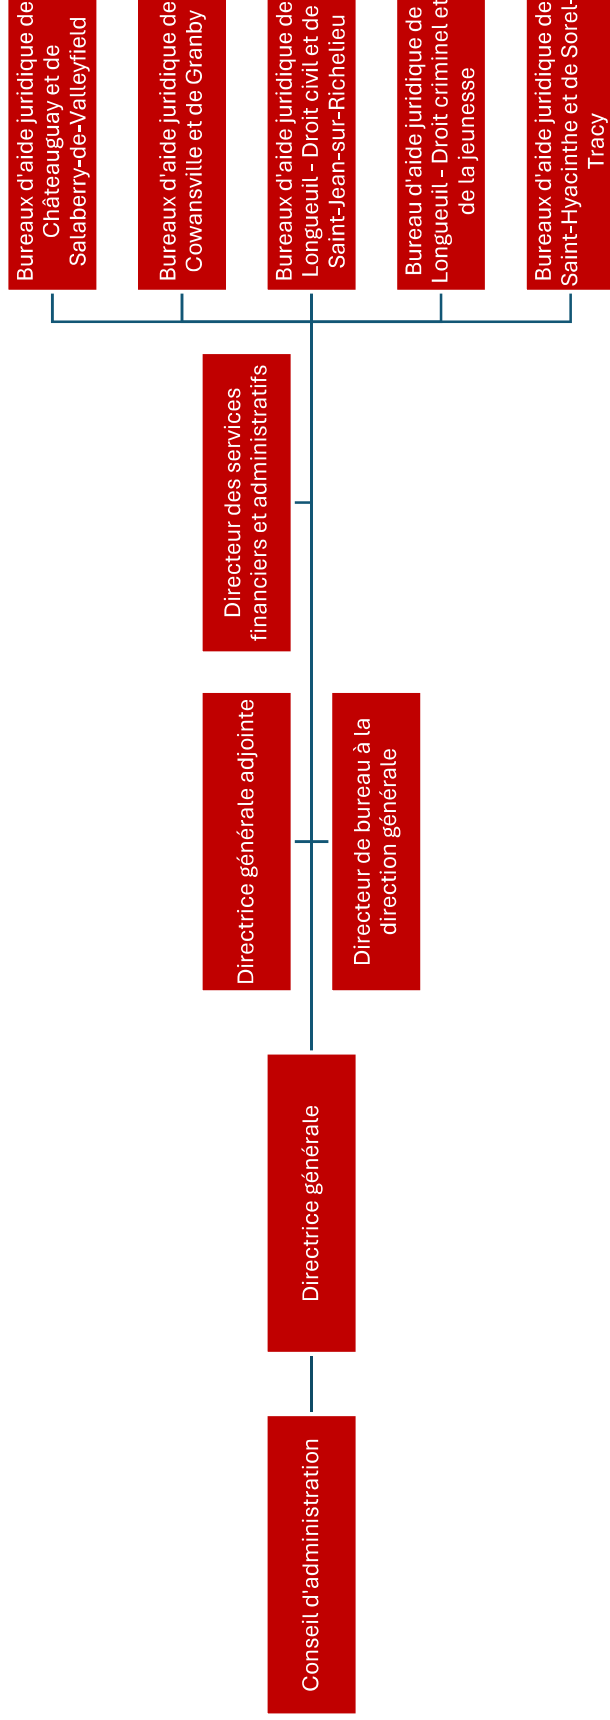 Conseil d'administration
Directrice générale
Directrice générale adjointe
Directeur de bureau à la
direction générale
Directeur des services
financiers et administratifs
Bureaux d'aide juridique de
Châteauguay et de
Salaberry-de-Valleyfield
Bureaux d'aide juridique de
Cowansville et de Granby
Bureaux d'aide juridique de
Longueuil - Droit civil et de
Saint-Jean-sur-Richelieu
Bureau d'aide juridique de
Longueuil - Droit criminel et
de la jeunesse
Bureaux d'aide juridique de
Saint-Hyacinthe et de Sorel-
Tracy